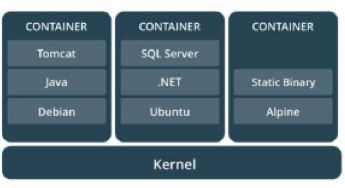 CONTAINER
Tomcat
Java
Debian
CONTAINER
SQL Server
.NET
Ubuntu
CONTAINER
Static Binary
Alpine
Kernel